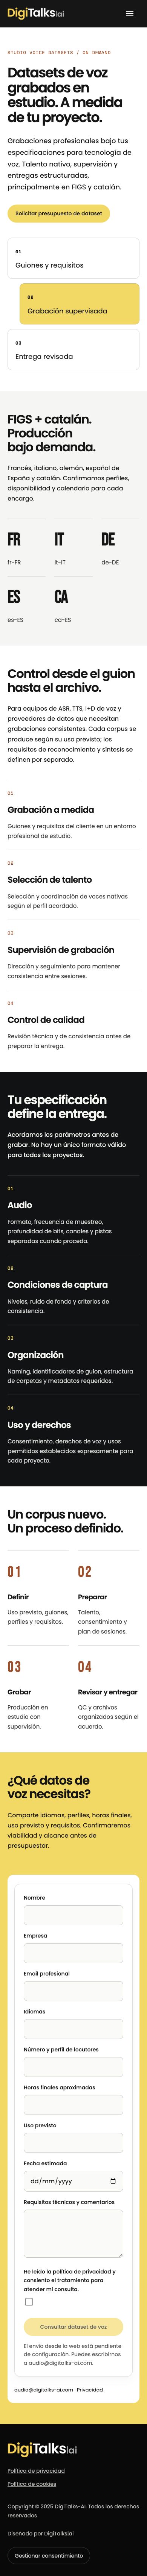 DigiTalks|ai
STUDIO VOICE DATASETS / ON DEMAND
Datasets de voz
grabados en
estudio. A medida
de tu proyecto.
Grabaciones profesionales bajo tus
especificaciones para tecnología de
voz. Talento nativo, supervisión y
entregas estructuradas,
principalmente en FIGS y catalán.
Solicitar presupuesto de dataset
01
Guiones y requisitos
02
Grabación supervisada
03
Entrega revisada
FIGS + catalán.
Producción
bajo demanda.
Francés, italiano, alemán, español de
España y catalán. Confirmamos perfiles,
disponibilidad y calendario para cada
encargo.
FR
fr-FR
IT
it-IT
DE
de-DE
ES
es-ES
CA
ca-ES
Control desde el guion
hasta el archivo.
Para equipos de ASR, TTS, I+D de voz y
proveedores de datos que necesitan
grabaciones consistentes. Cada corpus se
produce según su uso previsto; los
requisitos de reconocimiento y síntesis se
definen por separado.
01
Grabación a medida
Guiones y requisitos del cliente en un entorno
profesional de estudio.
02
Selección de talento
Selección y coordinación de voces nativas
según el perfil acordado.
03
Supervisión de grabación
Dirección y seguimiento para mantener
consistencia entre sesiones.
04
Control de calidad
Revisión técnica y de consistencia antes de
preparar la entrega.
Tu especificación
define la entrega.
Acordamos los parámetros antes de
grabar. No hay un único formato válido
para todos los proyectos.
01
Audio
Formato, frecuencia de muestreo,
profundidad de bits, canales y pistas
separadas cuando proceda.
02
Condiciones de captura
Niveles, ruido de fondo y criterios de
consistencia.
03
Organización
Naming, identificadores de guion, estructura
de carpetas y metadatos requeridos.
04
Uso y derechos
Consentimiento, derechos de voz y usos
permitidos establecidos expresamente para
cada proyecto.
Un corpus nuevo.
Un proceso definido.
01
Definir
Uso previsto, guiones,
perfiles y requisitos.
02
Preparar
Talento,
consentimiento y
plan de sesiones.
03
Grabar
Producción en
estudio con
supervisión.
04
Revisar y entregar
QC y archivos
organizados según el
acuerdo.
¿Qué datos de
voz necesitas?
Comparte idiomas, perfiles, horas finales,
uso previsto y requisitos. Confirmaremos
viabilidad y alcance antes de
presupuestar.
Nombre
Empresa
Email profesional
Idiomas
Número y perfil de locutores
Horas finales aproximadas
Uso previsto
Fecha estimada
dd/mm/yyyy
Requisitos técnicos y comentarios
He leído la política de privacidad y
consiento el tratamiento para
atender mi consulta.
Consultar dataset de voz
El envío desde la web está pendiente
de configuración. Puedes escribirnos
a audio@digitalks-ai.com.
audio@digitalks-ai.com · Privacidad
DigiTalks|ai
Política de privacidad
Política de cookies
Copyright © 2025 DigiTalks-AI. Todos los derechos
reservados
Diseñado por DigiTalks|ai
Gestionar consentimiento